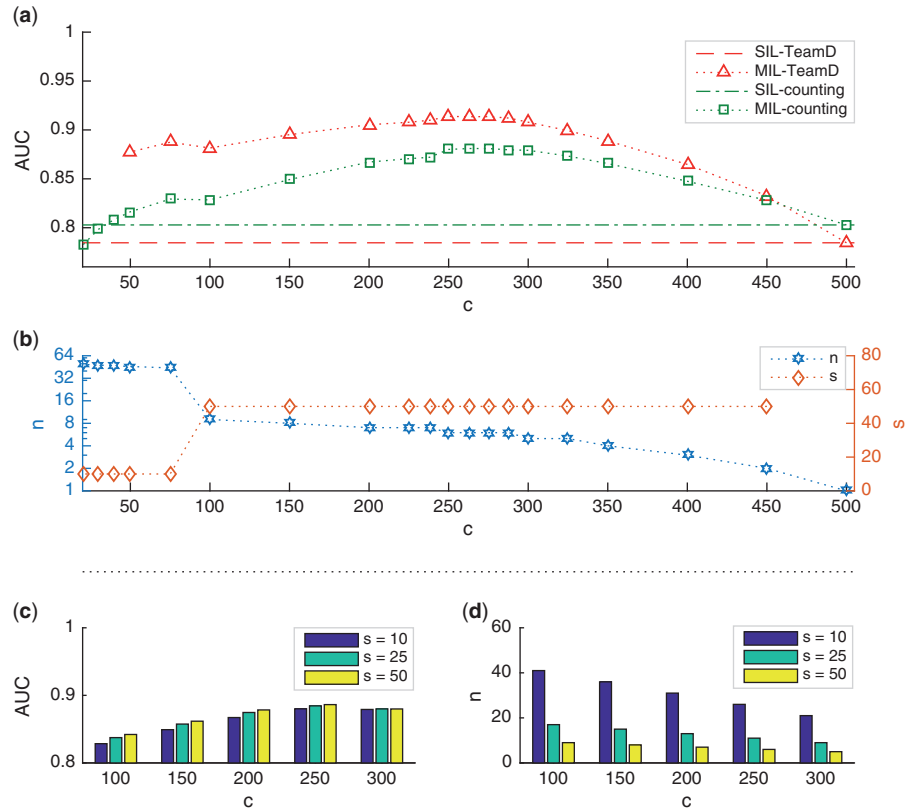 (a)
1
0.95
0.9
0.85
0.8
AUC
SIL-TeamD
MIL-TeamD
SIL-counting
MIL-counting
50 100 150 200 250 300 350 400 450 500
c
(b)
64
32
16
8
4
2
1
n
n
s
80
60
40
20
0
s
50 100 150 200 250 300 350 400 450 500
c
(c)
1
0.9
0.8
AUC
s = 10
s = 25
s = 50
100 150 200 250 300
c
(d)
60
40
20
0
n
s = 10
s = 25
s = 50
100 150 200 250 300
c